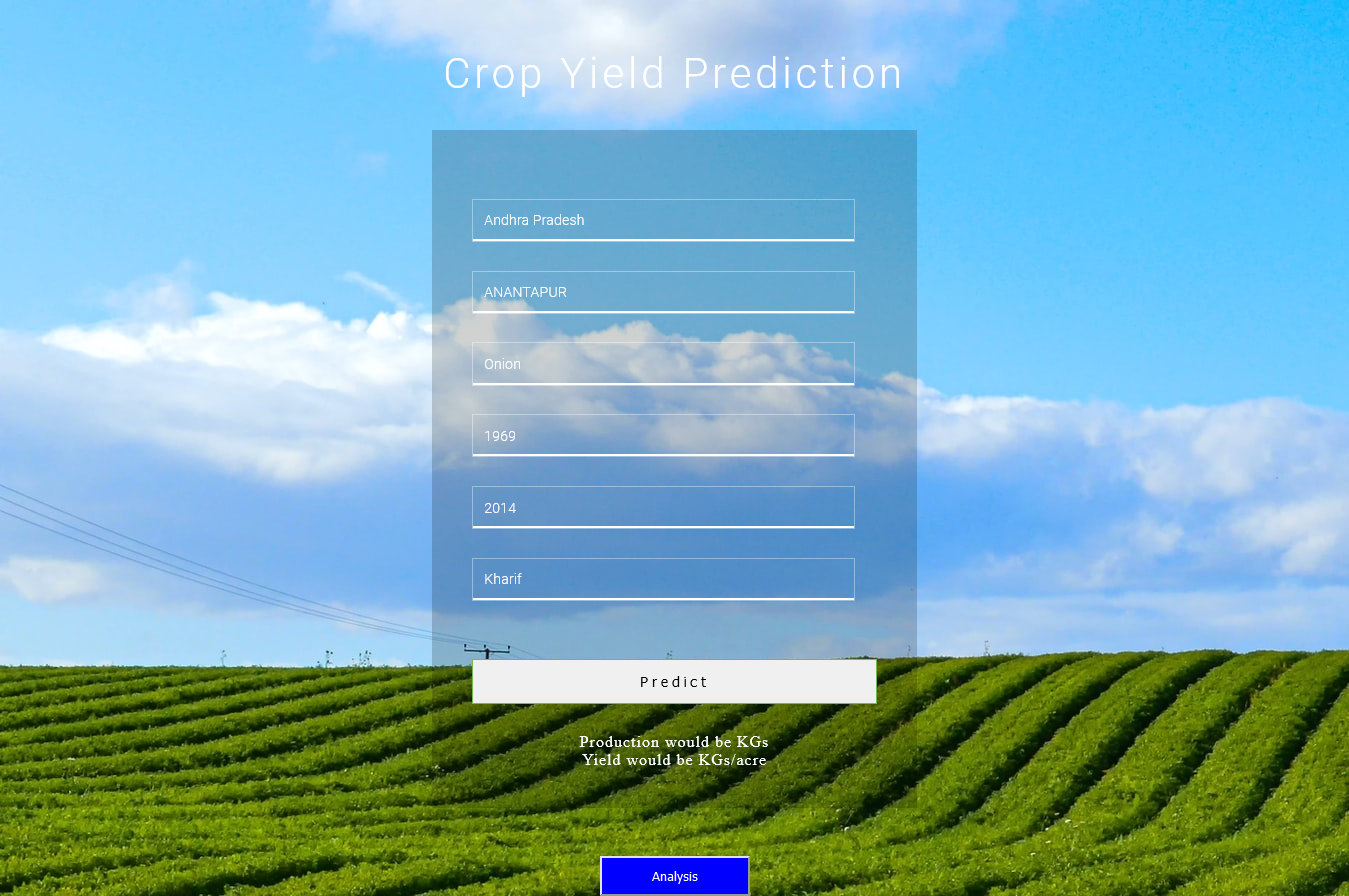 Crop Yield Prediction
Andhra Pradesh
ANANTAPUR
Onion
1969
2014
Kharif
Predict
Production would be KGs
Yield would be KGs/acre
Analysis